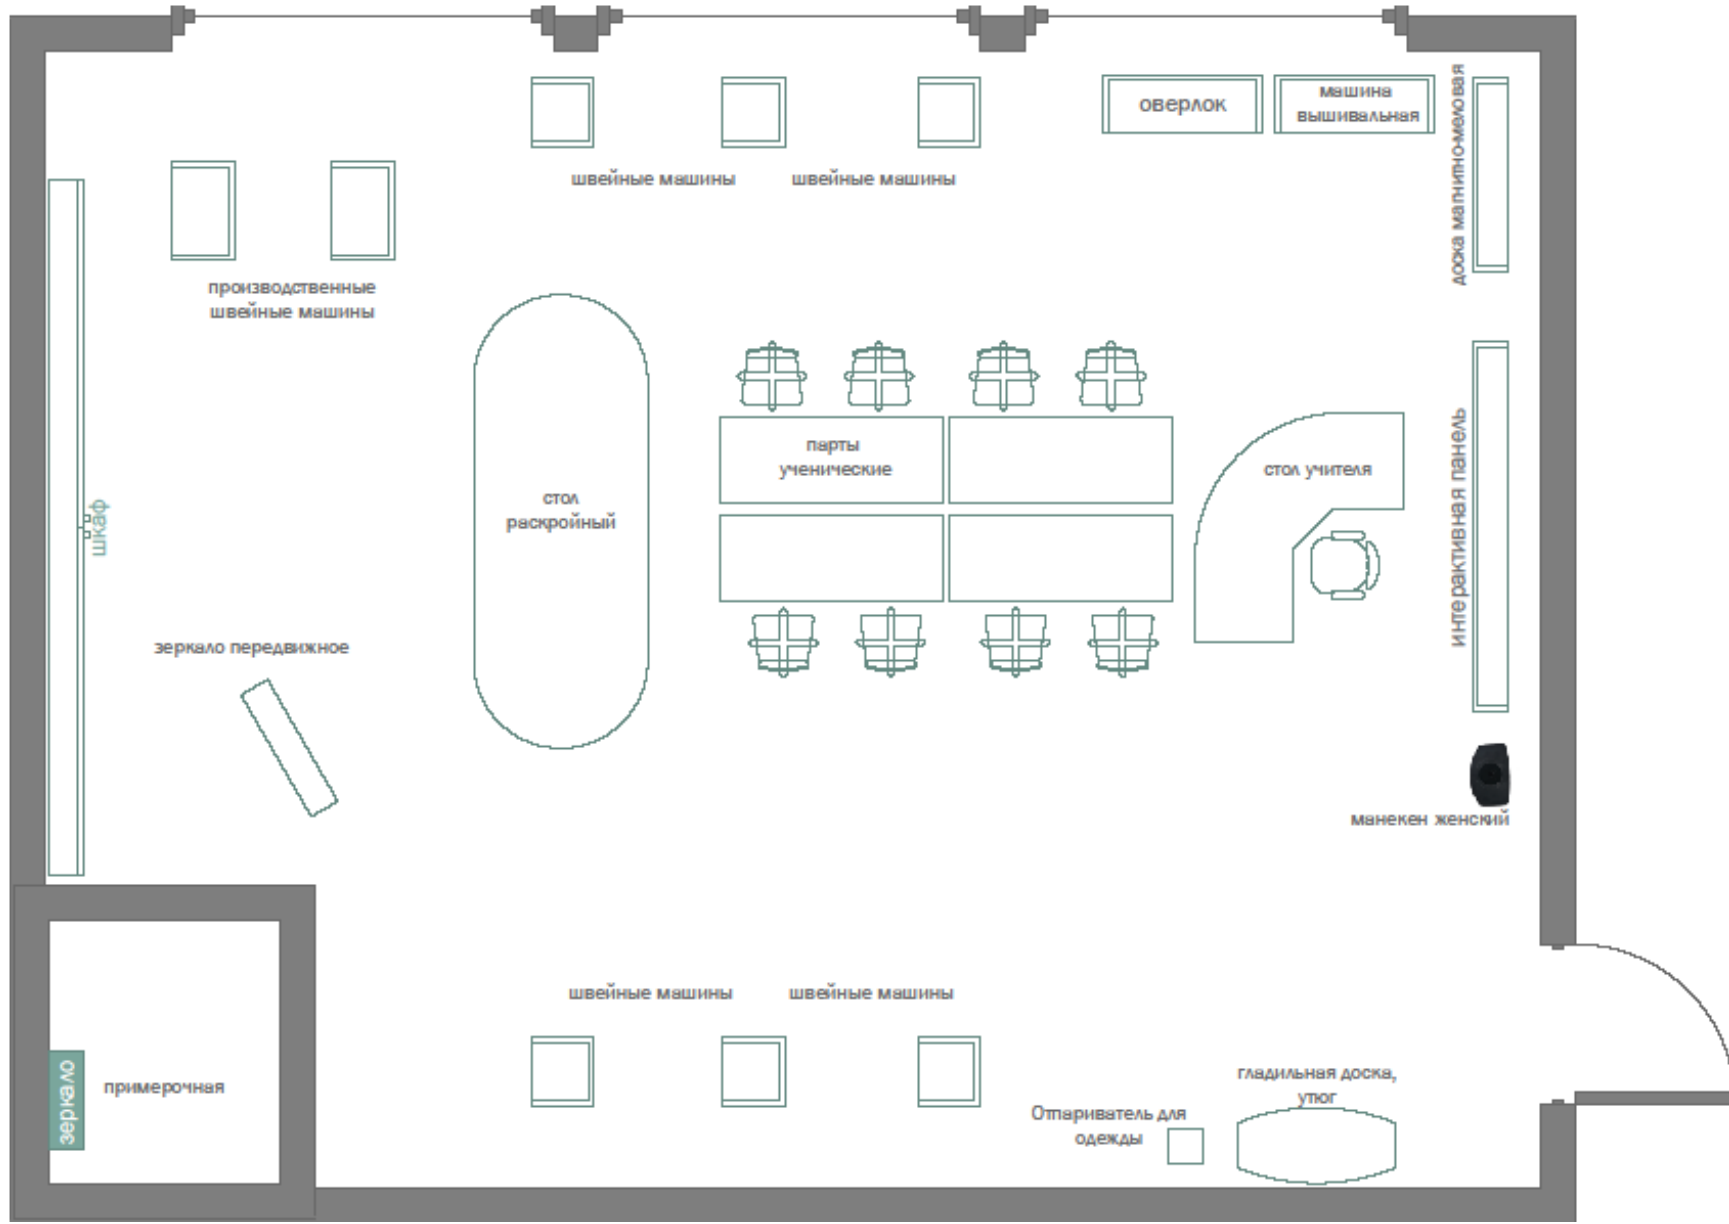 оверлок
машина
вышивальная
доска магнитно-меловая
швейные машины
швейные машины
производственные
швейные машины
парты
ученические
стол учителя
интерактивная панель
стол
раскройный
шкаф
зеркало передвижное
манекен женский
швейные машины
швейные машины
гладильная доска,
утюг
Отпариватель для
одежды
зеркало
примерочная